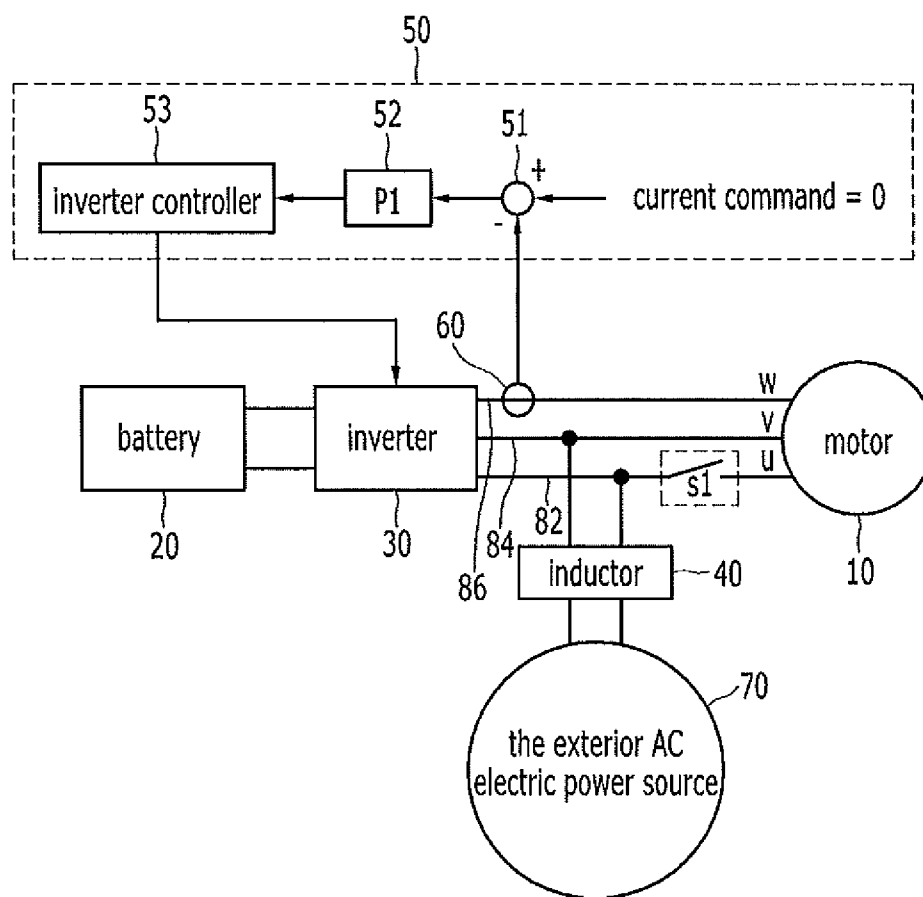 50
53
52
51
+
inverter controller
P1
current command = 0
-
60
w
battery
inverter
v
motor
u
s1
20
30
86
84
82
inductor
40
10
70
the exterior AC
electric power source